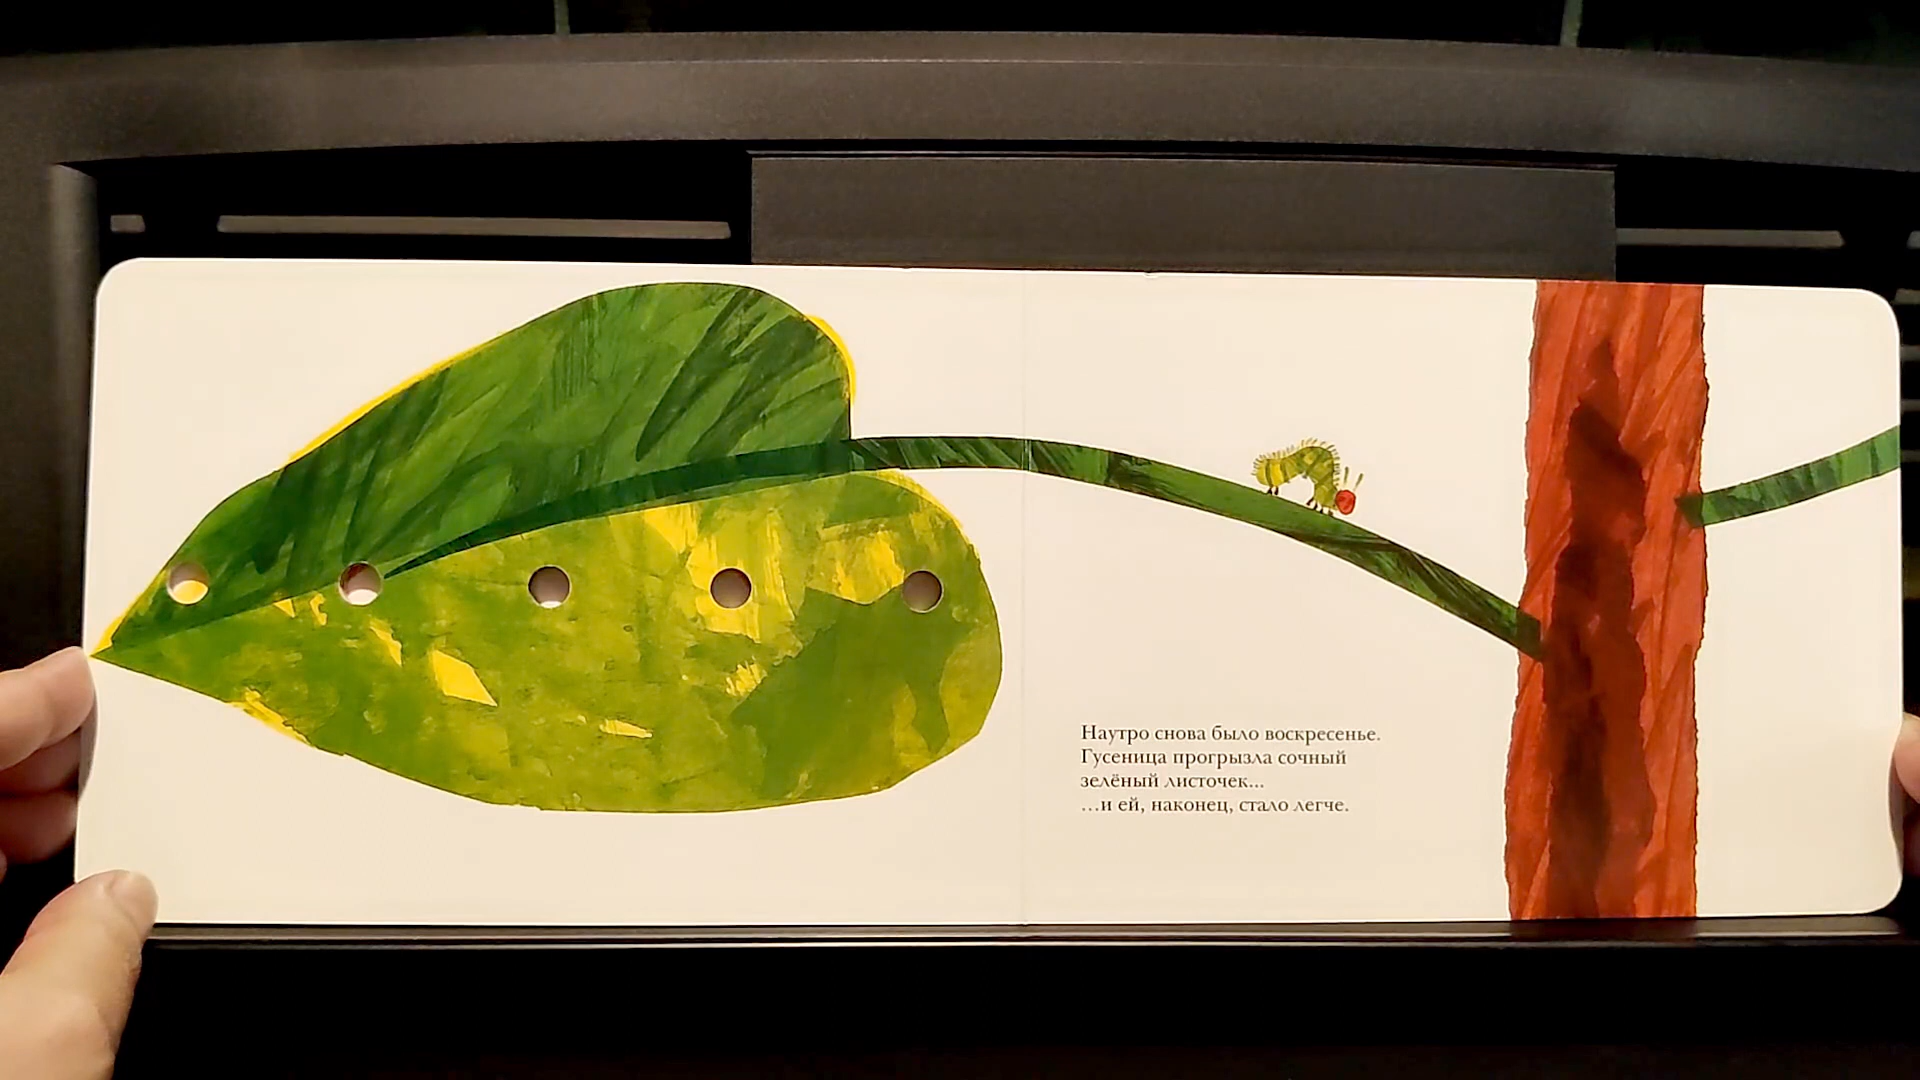 Наутро снова было воскресенье.
Гусеница прогрызла сочный
зелёный листочек...
...и ей, наконец, стало легче.